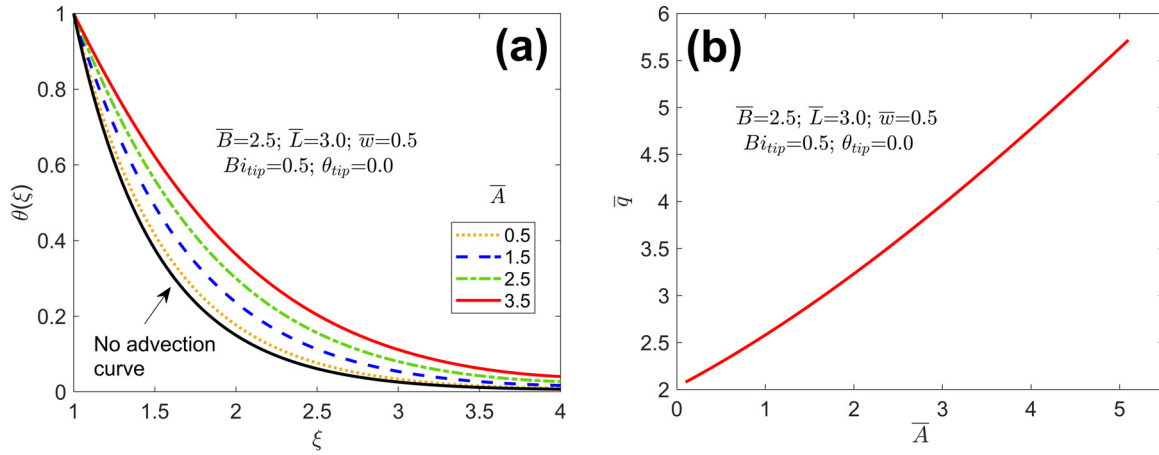 (a)
1
0.8
0.6
0.4
0.2
0
θ(ξ)
B̅=2.5; L̅=3.0; w̅=0.5
Bi_tip=0.5; θ_tip=0.0
A̅
0.5
1.5
2.5
3.5
No advection
curve
1 1.5 2 2.5 3 3.5 4
ξ
(b)
6
5.5
5
4.5
4
3.5
3
2.5
2
q̅
B̅=2.5; L̅=3.0; w̅=0.5
Bi_tip=0.5; θ_tip=0.0
0 1 2 3 4 5
A̅